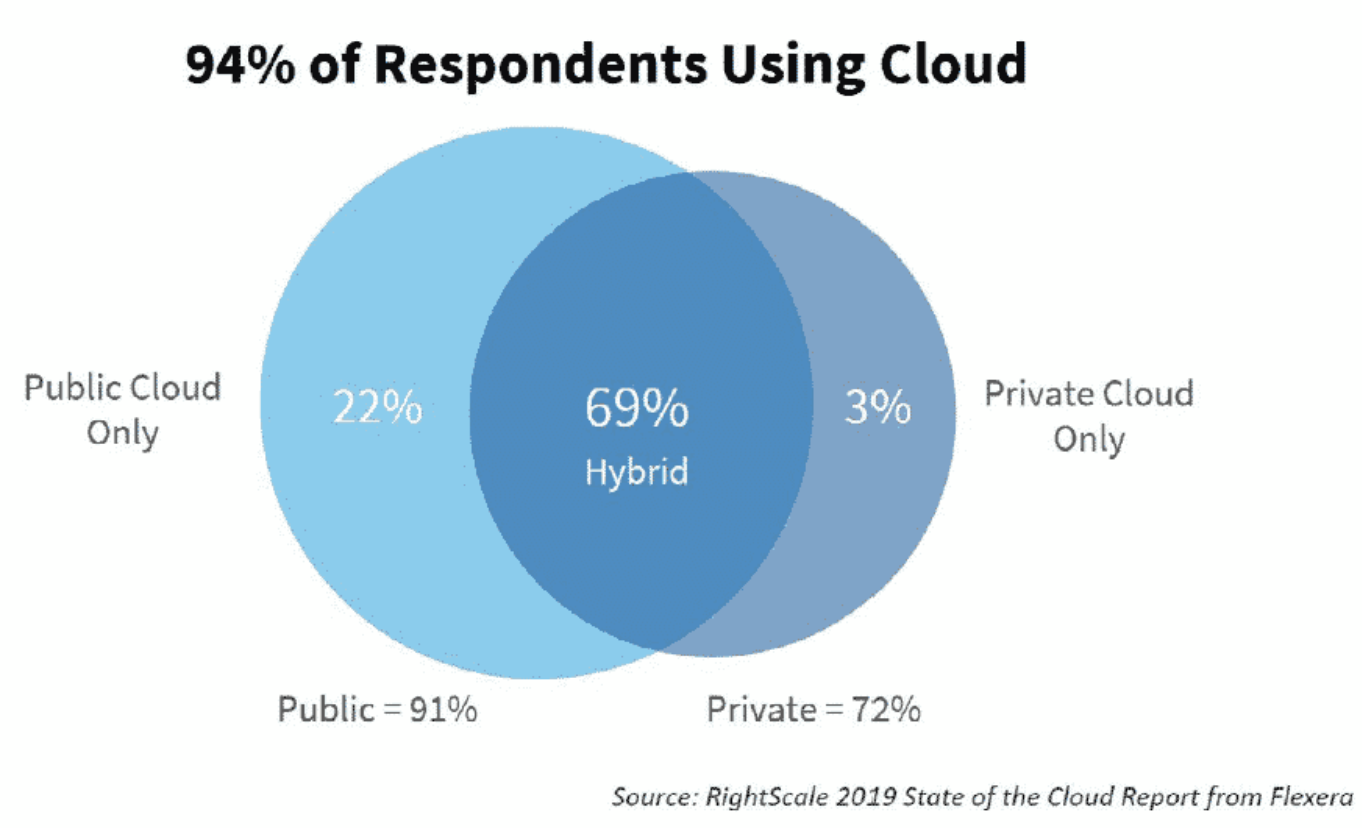 94% of Respondents Using Cloud
Public Cloud
Only
22%
69%
Hybrid
3%
Private Cloud
Only
Public = 91%
Private = 72%
Source: RightScale 2019 State of the Cloud Report from Flexera